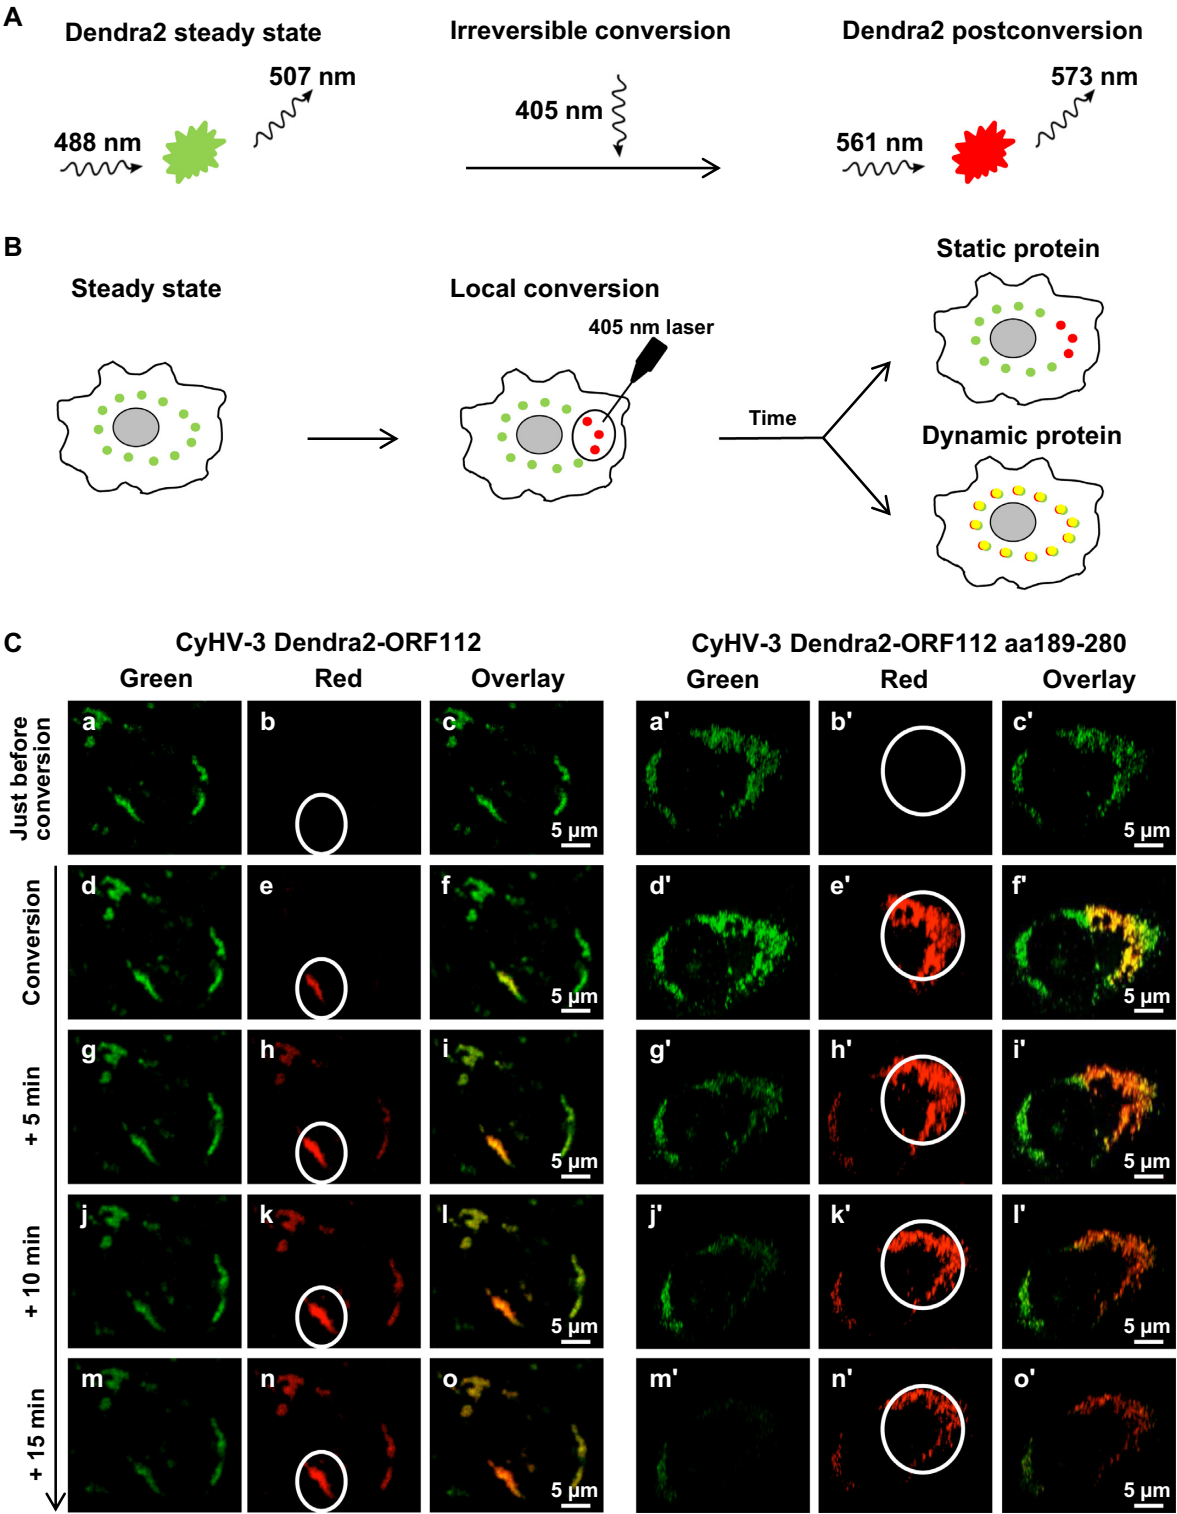 A
Dendra2 steady state
Irreversible conversion
Dendra2 postconversion
507 nm
573 nm
405 nm
488 nm
561 nm
B
Static protein
Steady state
Local conversion
405 nm laser
Time
Dynamic protein
C
CyHV-3 Dendra2-ORF112
CyHV-3 Dendra2-ORF112 aa189-280
Green
Red
Overlay
Green
Red
Overlay
Just before
conversion
a
b
c
5 µm
a'
b'
c'
5 µm
Conversion
d
e
f
5 µm
d'
e'
f'
5 µm
+ 5 min
g
h
i
5 µm
g'
h'
i'
5 µm
+ 10 min
j
k
l
5 µm
j'
k'
l'
5 µm
+ 15 min
m
n
o
5 µm
m'
n'
o'
5 µm